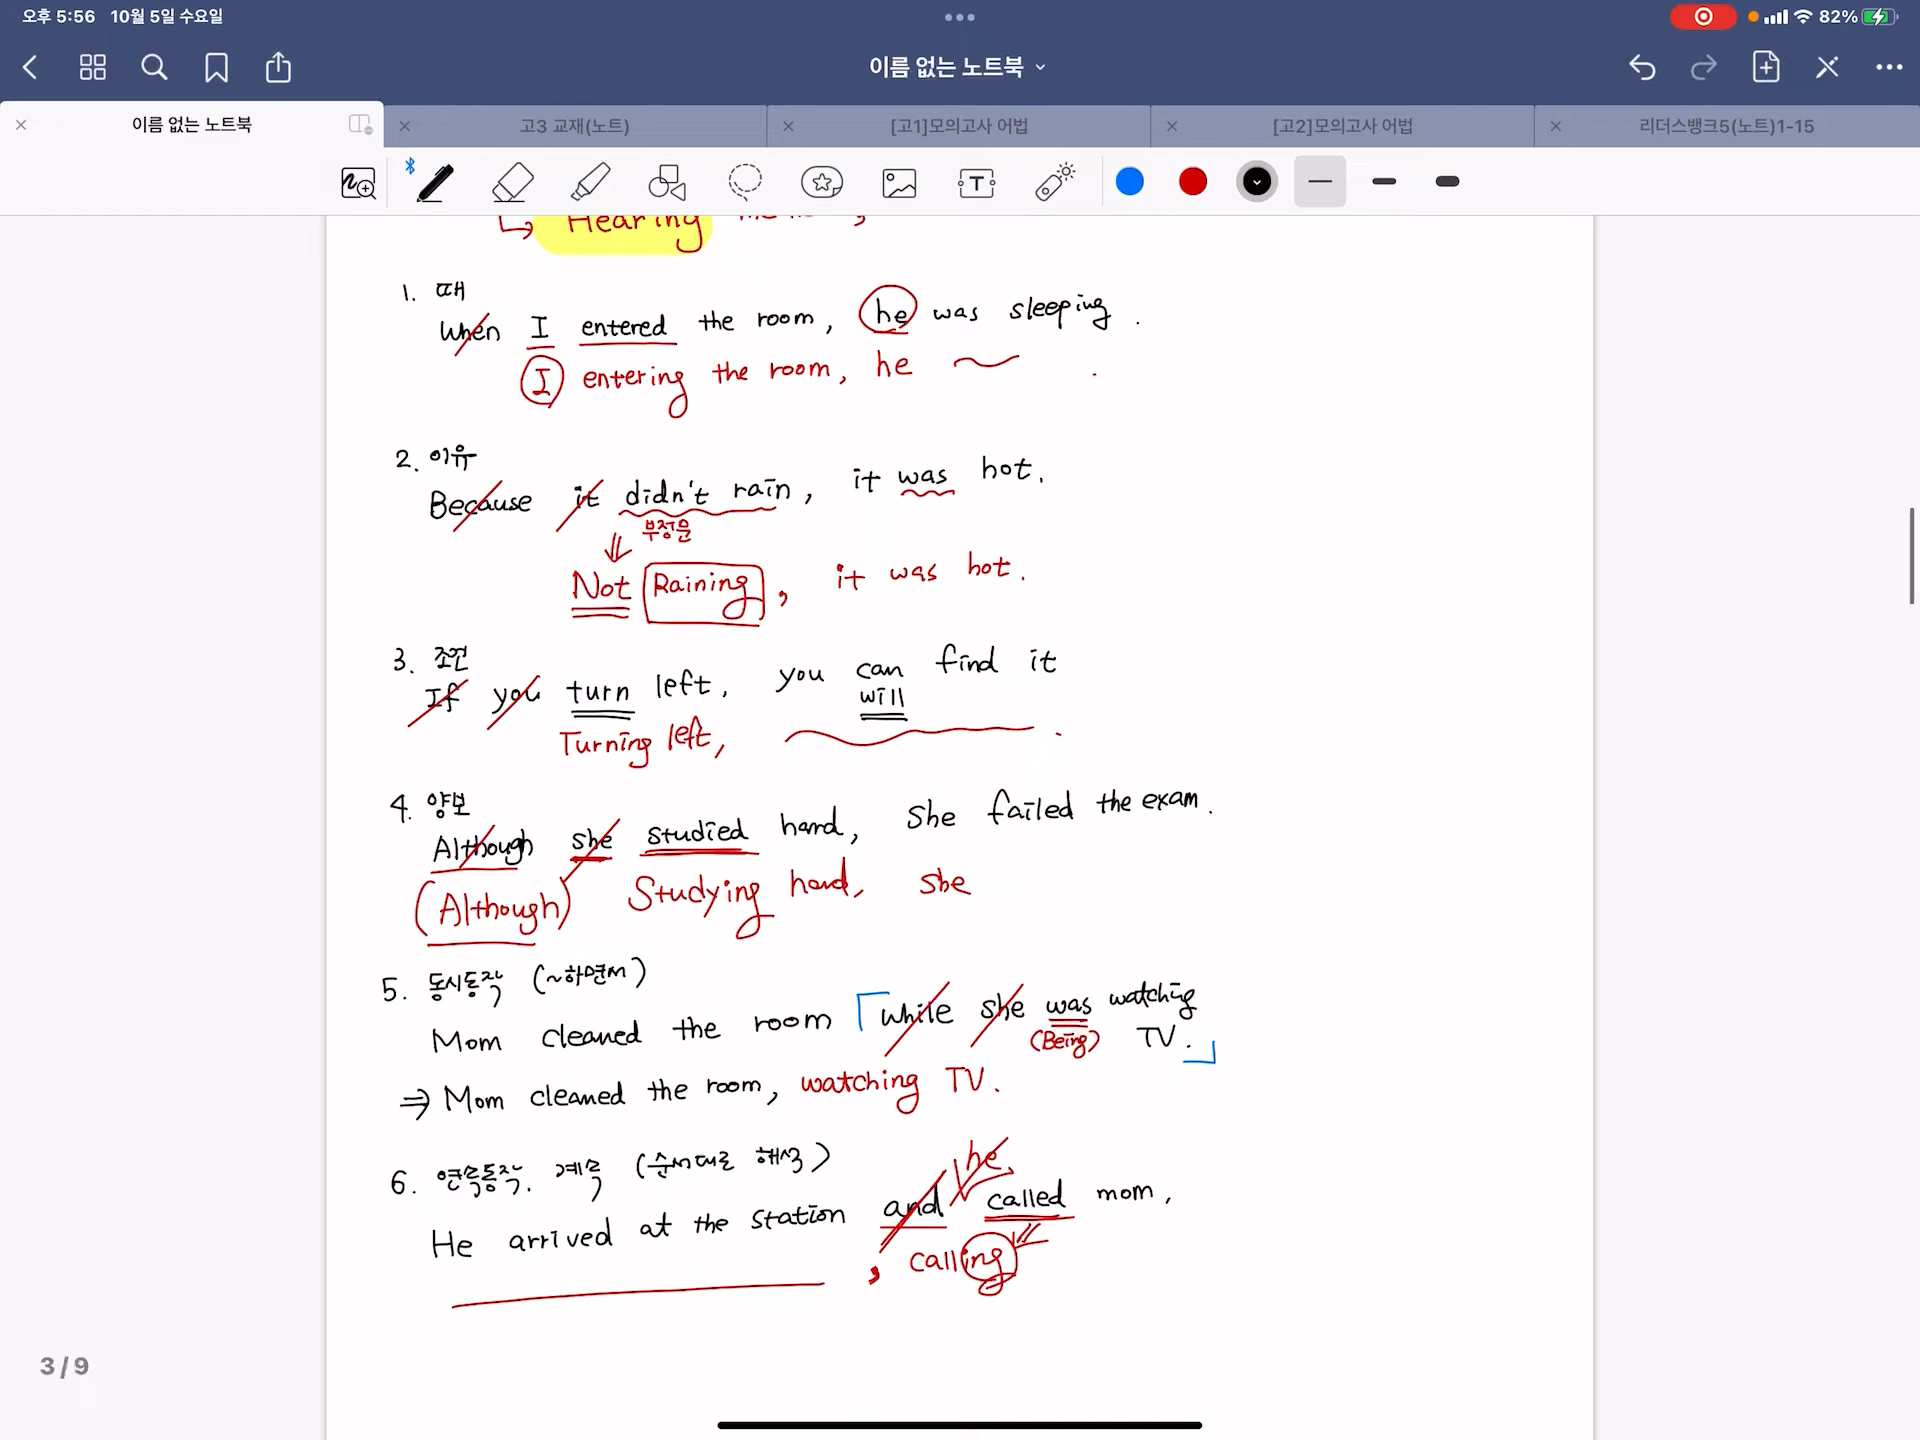 오후 5:56 10월 5일 수요일
82%
이름 없는 노트북
이름 없는 노트북
고3 교재(노트)
[고1]모의고사 어법
[고2]모의고사 어법
리더스뱅크5(노트)1-15
T
Hearing
1. 때
When I entered the room, he was sleeping.
I entering the room, he
2. 이유
Because it didn't rain, it was hot.
부정문
Not Raining, it was hot.
3. 조건
If you turn left, you can find it
will
Turning left,
4. 양보
Although she studied hard, She failed the exam.
(Although) Studying hard, she
5. 동시동작 (~하면서)
Mom cleaned the room 「while she was watching
(Being) TV.」
⇒ Mom cleaned the room, watching TV.
6. 연속동작, 계속 (순서대로 해석)
he
He arrived at the station and called mom,
, calling
3/9